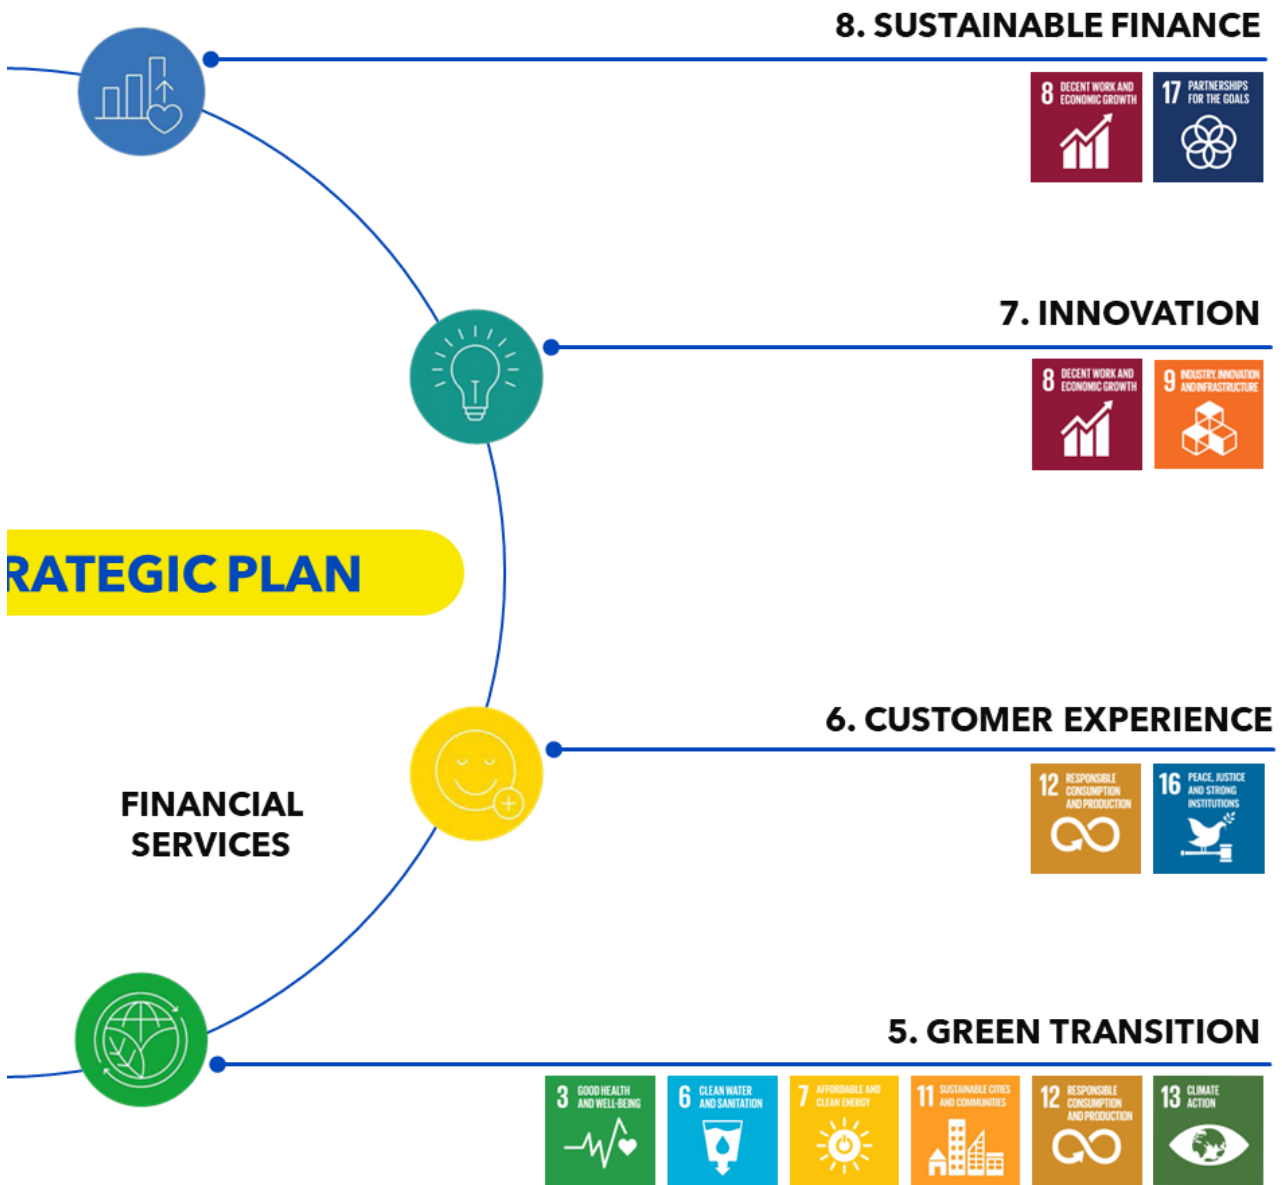 8. SUSTAINABLE FINANCE
8 DECENT WORK AND
ECONOMIC GROWTH
17 PARTNERSHIPS
FOR THE GOALS
7. INNOVATION
8 DECENT WORK AND
ECONOMIC GROWTH
9 INDUSTRY, INNOVATION
AND INFRASTRUCTURE
RATEGIC PLAN
6. CUSTOMER EXPERIENCE
12 RESPONSIBLE
CONSUMPTION
AND PRODUCTION
16 PEACE, JUSTICE
AND STRONG
INSTITUTIONS
FINANCIAL
SERVICES
5. GREEN TRANSITION
3 GOOD HEALTH
AND WELL-BEING
6 CLEAN WATER
AND SANITATION
7 AFFORDABLE AND
CLEAN ENERGY
11 SUSTAINABLE CITIES
AND COMMUNITIES
12 RESPONSIBLE
CONSUMPTION
AND PRODUCTION
13 CLIMATE
ACTION